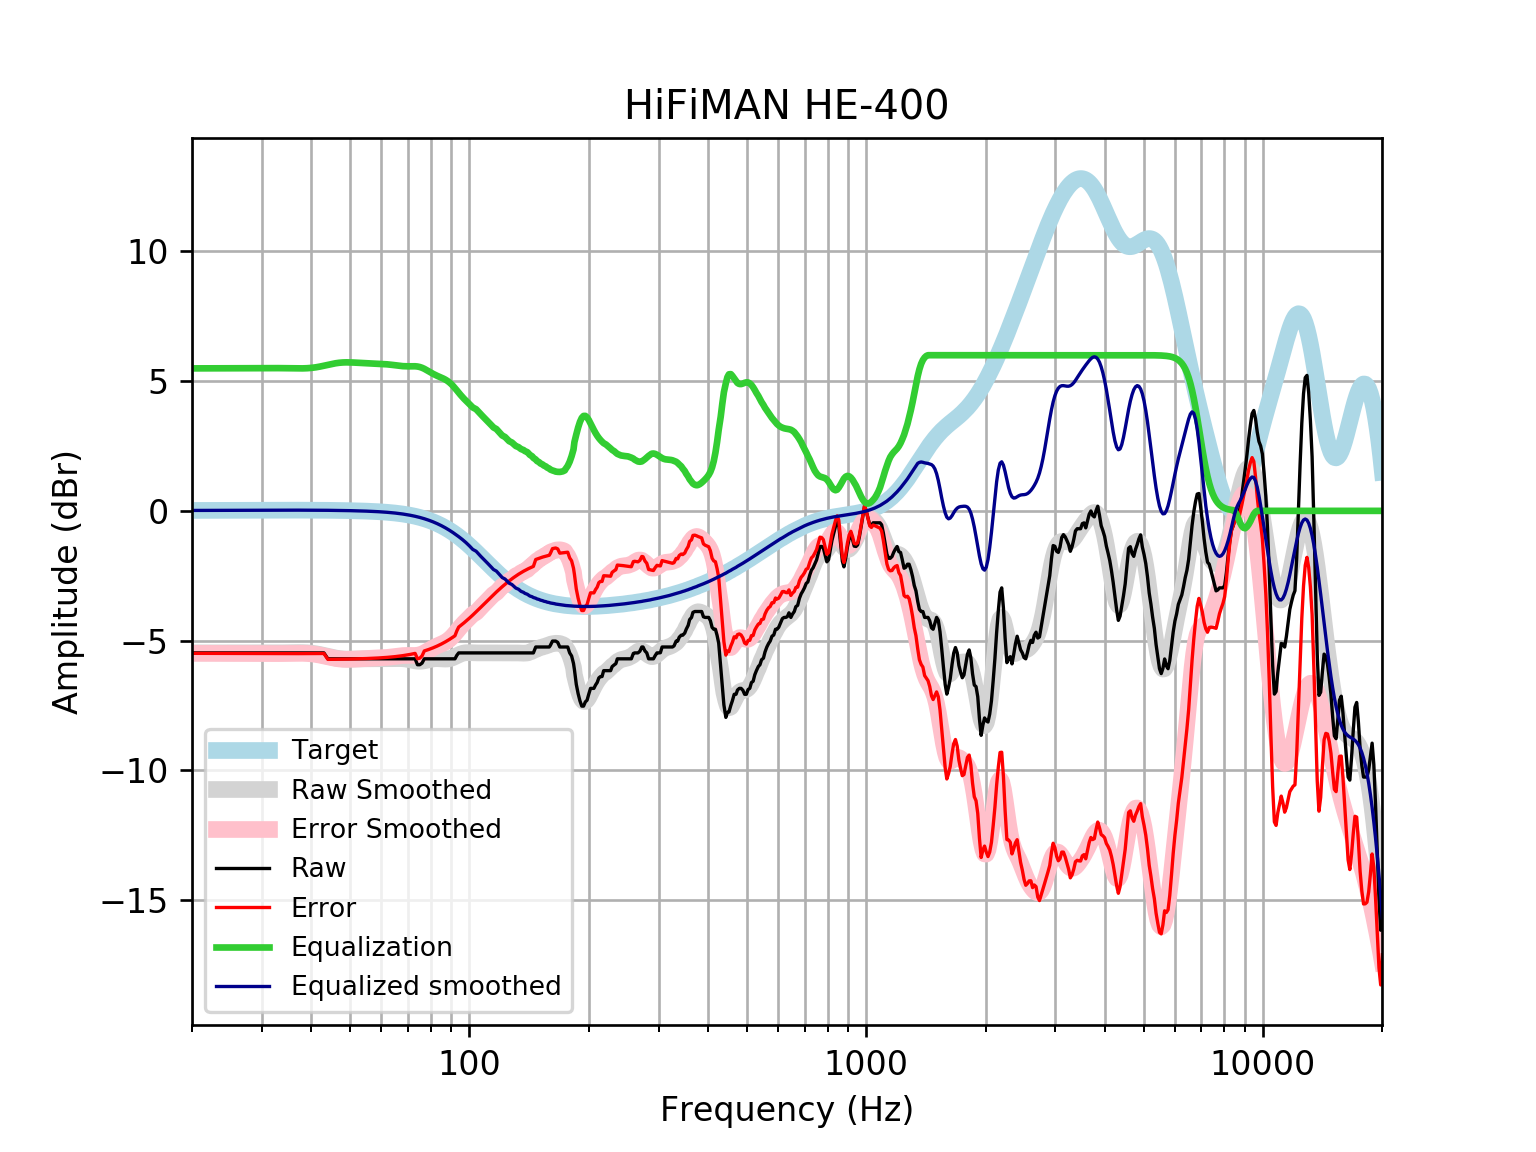 HiFiMAN HE-400
10
5
0
−5
−10
−15
Amplitude (dBr)
Target
Raw Smoothed
Error Smoothed
Raw
Error
Equalization
Equalized smoothed
100
1000
10000
Frequency (Hz)